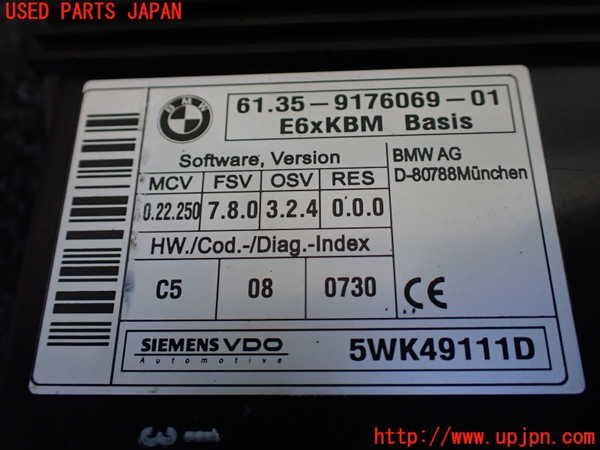 USED PARTS JAPAN
BMW
61.35-9176069-01
E6xKBM Basis
Software, Version
MCV FSV OSV RES
0.22.250 7.8.0 3.2.4 0.0.0
HW./Cod.-/Diag.-Index
C5 08 0730
BMW AG
D-80788München
CE
SIEMENS VDO
Automotive
5WK49111D
http://www.upjpn.com/